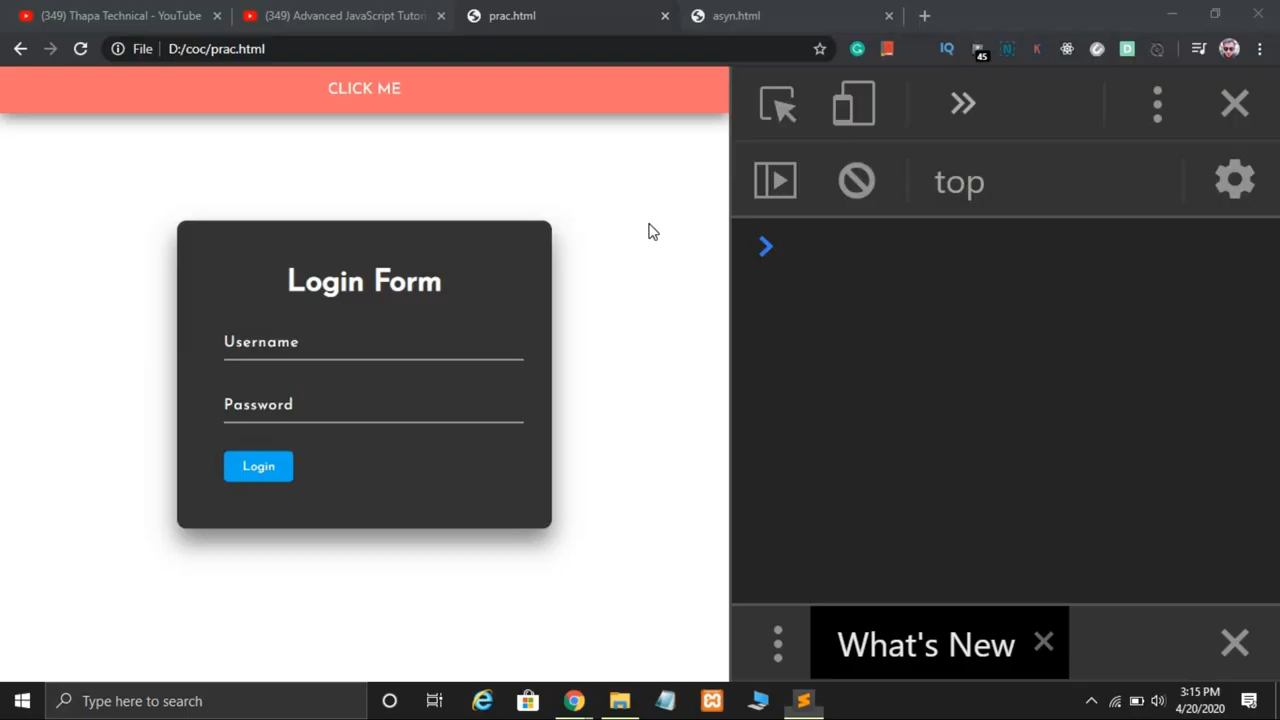 (349) Thapa Technical - YouTube
(349) Advanced JavaScript Tutori
prac.html
asyn.html
File
D:/coc/prac.html
IQ
45
N
K
D
CLICK ME
top
Login Form
Username
Password
Login
What's New
Type here to search
3:15 PM
4/20/2020